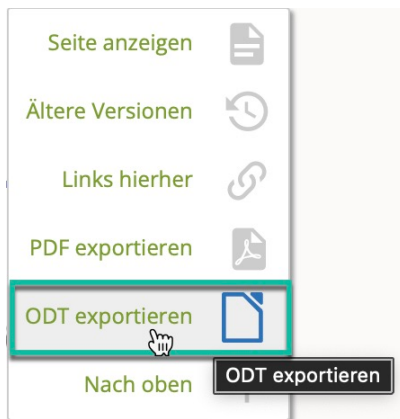 Seite anzeigen
Ältere Versionen
Links hierher
PDF exportieren
ODT exportieren
Nach oben
ODT exportieren